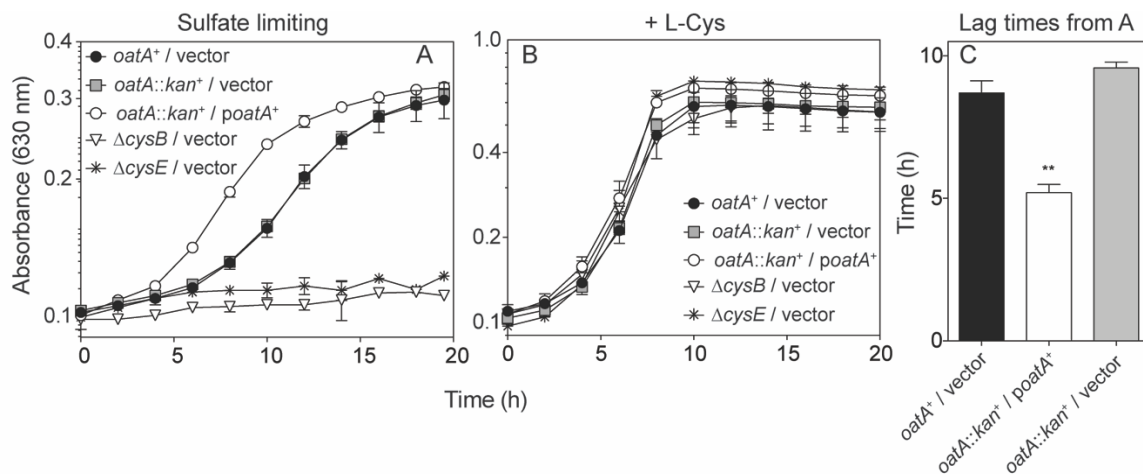 Sulfate limiting
+ L-Cys
Lag times from A
A
B
C
Absorbance (630 nm)
0.4
0.3
0.2
0.1
oatA⁺ / vector
oatA::kan⁺ / vector
oatA::kan⁺ / poatA⁺
ΔcysB / vector
ΔcysE / vector
0 5 10 15 20
1.0
0.4
0.2
0.1
oatA⁺ / vector
oatA::kan⁺ / vector
oatA::kan⁺ / poatA⁺
ΔcysB / vector
ΔcysE / vector
0 5 10 15 20
Time (h)
Time (h)
10
5
0
**
oatA⁺ / vector
oatA::kan⁺ / poatA⁺
oatA::kan⁺ / vector